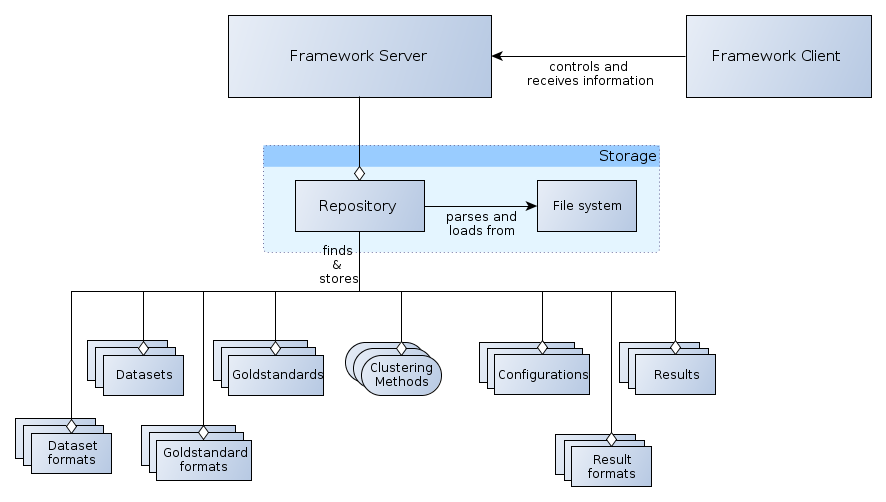 Framework Server
Framework Client
controls and
receives information
Storage
Repository
File system
parses and
loads from
finds
&
stores
Datasets
Goldstandards
Clustering
Methods
Configurations
Results
Dataset
formats
Goldstandard
formats
Result
formats